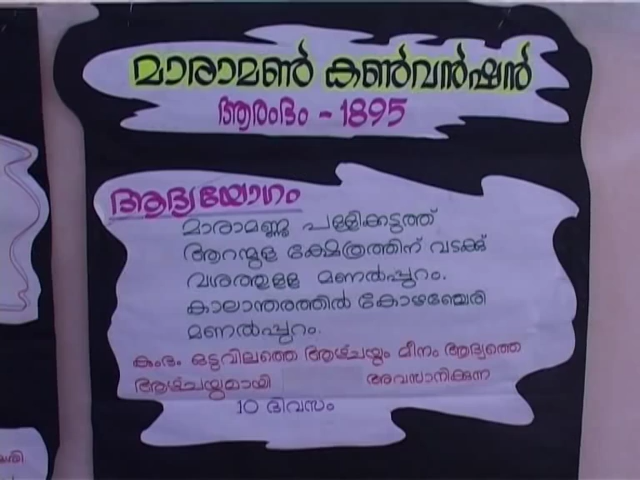 മാരാമൺ കൺവൻഷൻ
ആരംഭം - 1895
ആദ്യയോഗം
മാരാമണ്ണു പള്ളിക്കടുത്ത്
ആറന്മുള ക്ഷേത്രത്തിന് വടക്ക്
വശത്തുള്ള മണൽപ്പുറം.
കാലാന്തരത്തിൽ കോഴഞ്ചേരി
മണൽപ്പുറം.
കുംഭം ഒടുവിലത്തെ ആഴ്ചയും മീനം ആദ്യത്തെ
ആഴ്ചയുമായി അവസാനിക്കുന്ന
10 ദിവസം